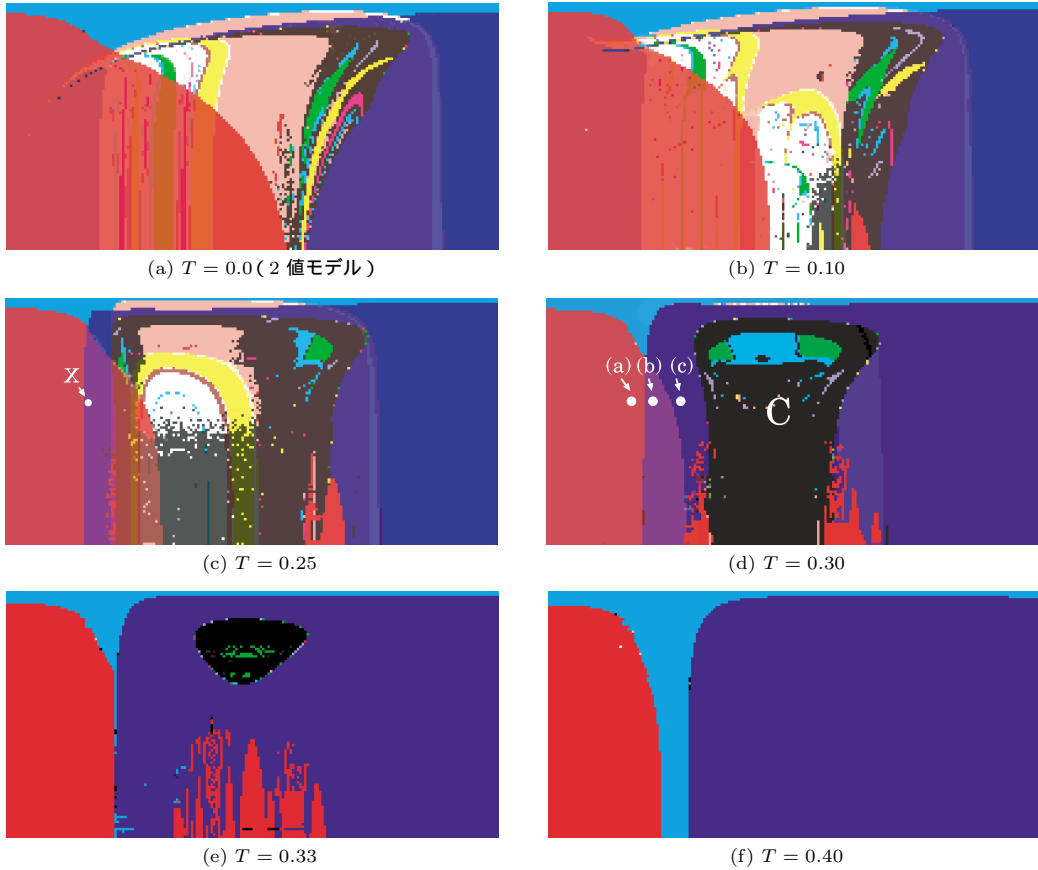 (a) T = 0.0 ( 2 値モデル )
(b) T = 0.10
X
(c) T = 0.25
(a) (b) (c)
C
(d) T = 0.30
(e) T = 0.33
(f) T = 0.40